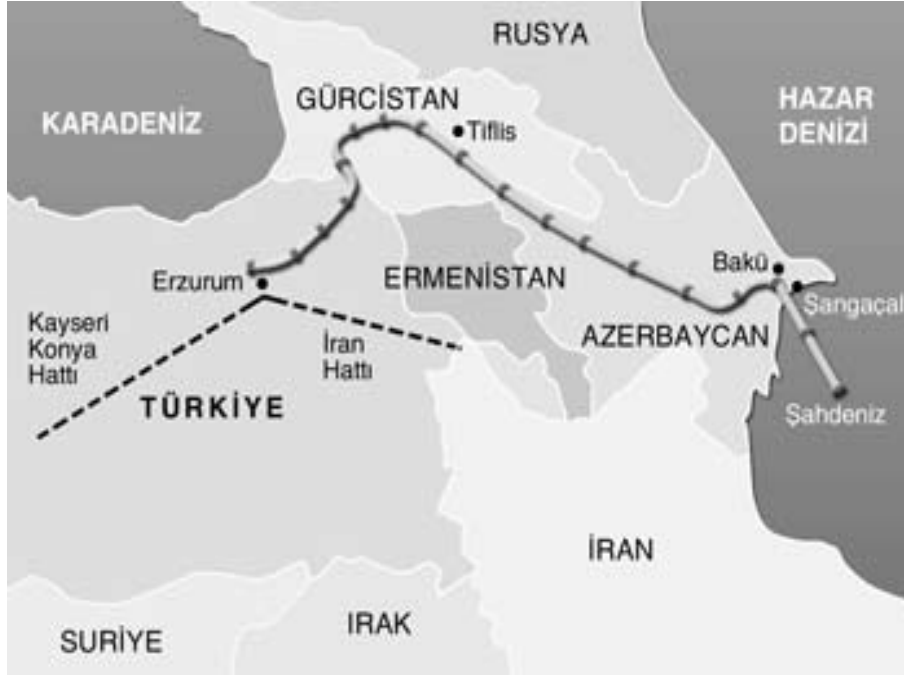 RUSYA
GÜRCİSTAN
KARADENİZ
Tiflis
HAZAR
DENİZİ
Erzurum
ERMENİSTAN
Bakû
Şangaçal
Kayseri
Konya
Hattı
İran
Hattı
AZERBAYCAN
TÜRKİYE
Şahdeniz
İRAN
SURİYE
IRAK